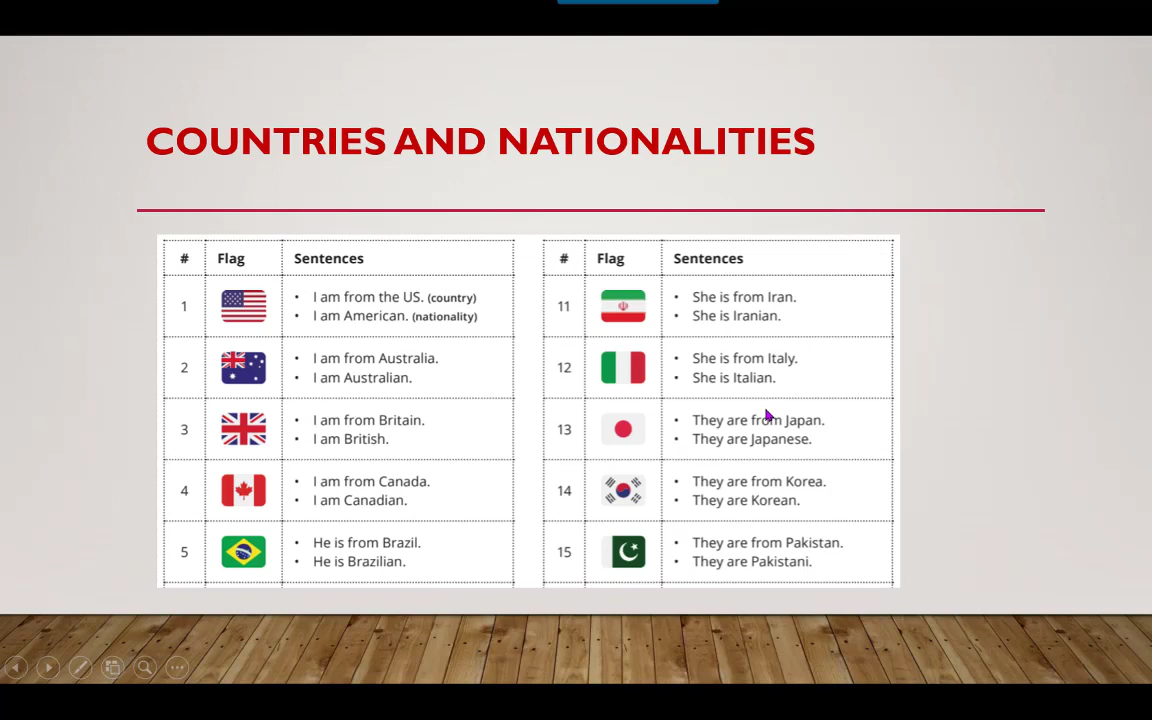 COUNTRIES AND NATIONALITIES
# Flag Sentences
1
• I am from the US. (country)
• I am American. (nationality)
2
• I am from Australia.
• I am Australian.
3
• I am from Britain.
• I am British.
4
• I am from Canada.
• I am Canadian.
5
• He is from Brazil.
• He is Brazilian.
# Flag Sentences
11
• She is from Iran.
• She is Iranian.
12
• She is from Italy.
• She is Italian.
13
• They are from Japan.
• They are Japanese.
14
• They are from Korea.
• They are Korean.
15
• They are from Pakistan.
• They are Pakistani.